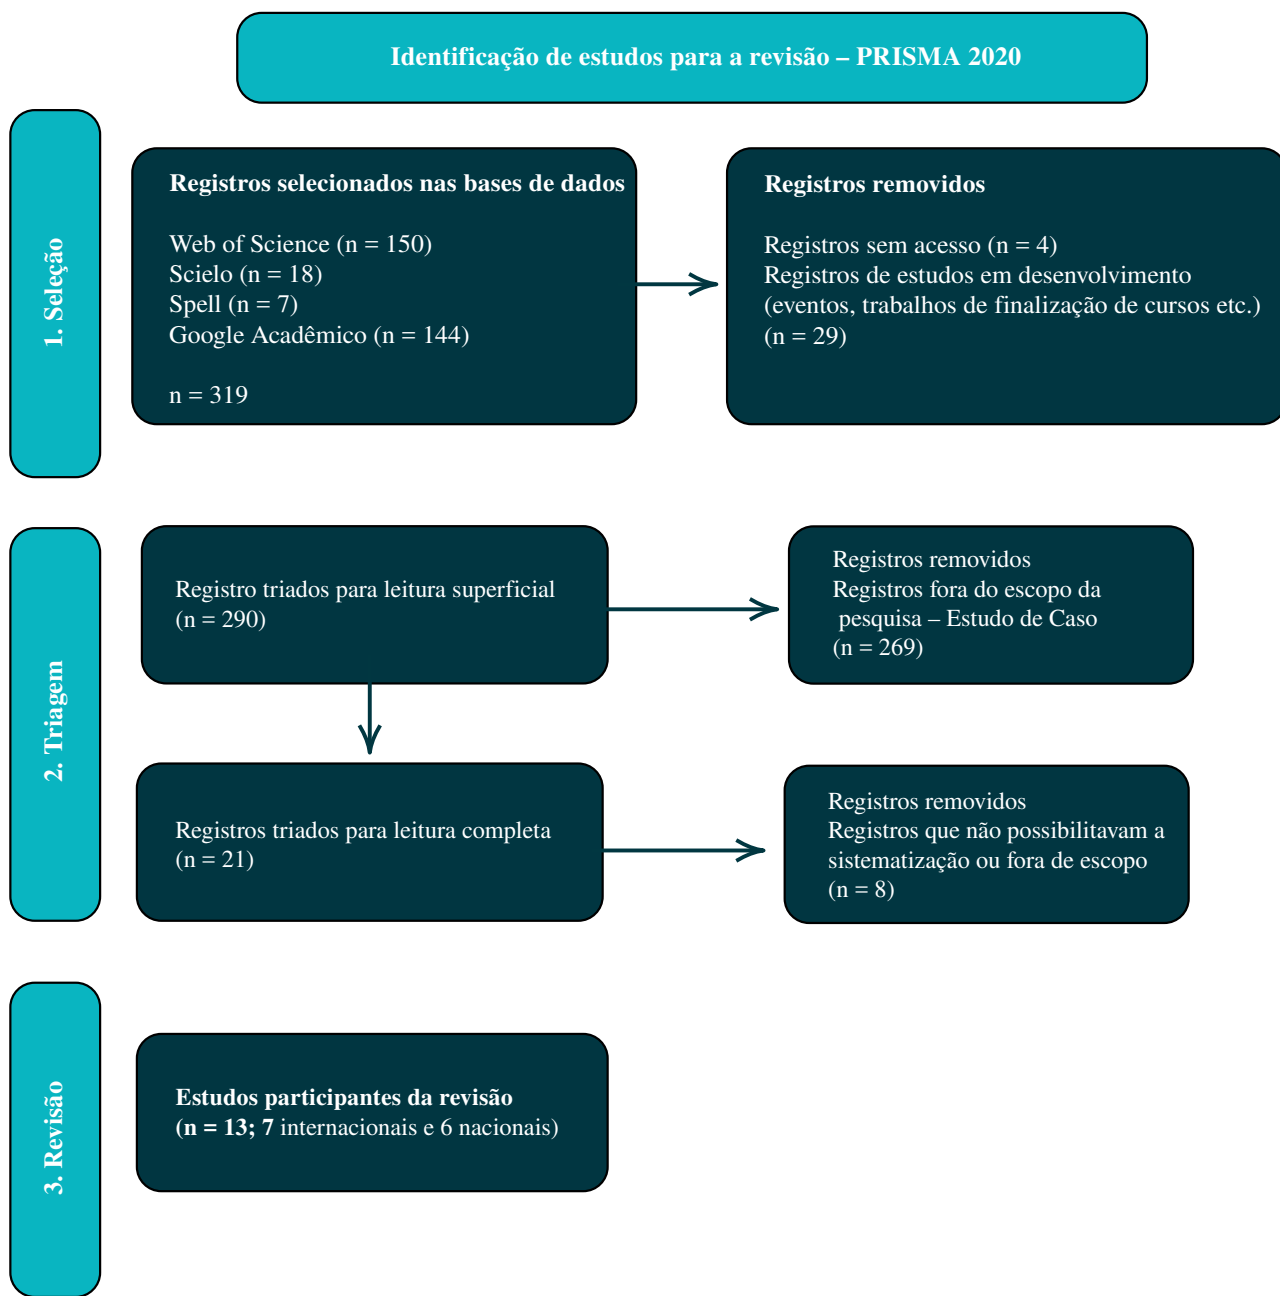 Identificação de estudos para a revisão – PRISMA 2020
1. Seleção
Registros selecionados nas bases de dados
Web of Science (n = 150)
Scielo (n = 18)
Spell (n = 7)
Google Acadêmico (n = 144)
n = 319
Registros removidos
Registros sem acesso (n = 4)
Registros de estudos em desenvolvimento
(eventos, trabalhos de finalização de cursos etc.)
(n = 29)
2. Triagem
Registro triados para leitura superficial
(n = 290)
Registros removidos
Registros fora do escopo da
pesquisa – Estudo de Caso
(n = 269)
Registros triados para leitura completa
(n = 21)
Registros removidos
Registros que não possibilitavam a
sistematização ou fora de escopo
(n = 8)
3. Revisão
Estudos participantes da revisão
(n = 13; 7 internacionais e 6 nacionais)